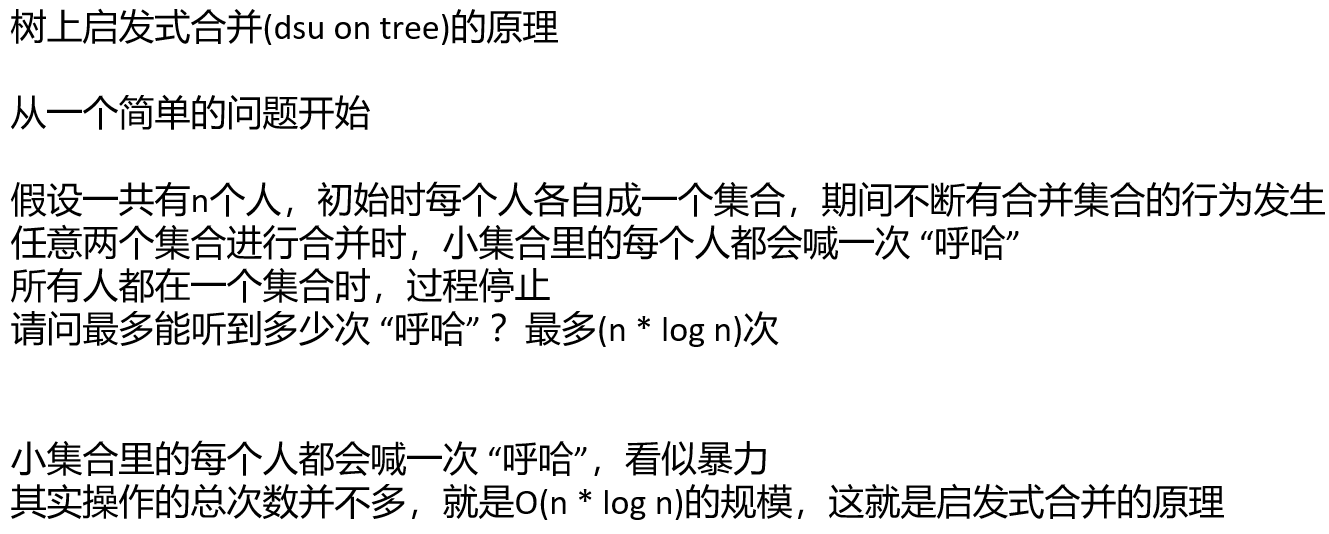 树上启发式合并(dsu on tree)的原理
从一个简单的问题开始
假设一共有n个人，初始时每个人各自成一个集合，期间不断有合并集合的行为发生
任意两个集合进行合并时，小集合里的每个人都会喊一次 “呼哈”
所有人都在一个集合时，过程停止
请问最多能听到多少次 “呼哈” ？ 最多(n * log n)次
小集合里的每个人都会喊一次 “呼哈”，看似暴力
其实操作的总次数并不多，就是O(n * log n)的规模，这就是启发式合并的原理